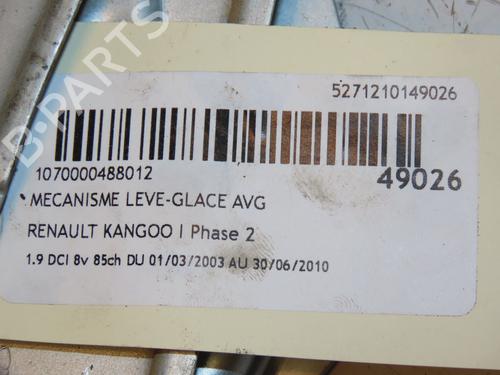 B-PARTS
5271210149026
1070000488012
49026
MECANISME LEVE-GLACE AVG
RENAULT KANGOO I Phase 2
1.9 DCI 8v 85ch DU 01/03/2003 AU 30/06/2010